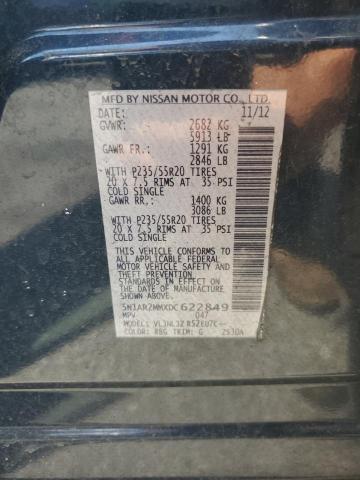 MFD BY NISSAN MOTOR CO., LTD.
DATE: 11/12
GVWR: 2682 KG
5913 LB
GAWR FR.: 1291 KG
2846 LB
WITH P235/55R20 TIRES
20 X 7.5 RIMS AT 35 PSI
COLD SINGLE
GAWR RR.: 1400 KG
3086 LB
WITH P235/55R20 TIRES
20 X 7.5 RIMS AT 35 PSI
COLD SINGLE
THIS VEHICLE CONFORMS TO
ALL APPLICABLE FEDERAL
MOTOR VEHICLE SAFETY AND
THEFT PREVENTION
STANDARDS IN EFFECT ON
THE DATE OF MANUFACTURE
SHOWN ABOVE.
5N1AR2MMXDC622849
MPV 047
MODEL:
COLOR: RBG TRIM: G